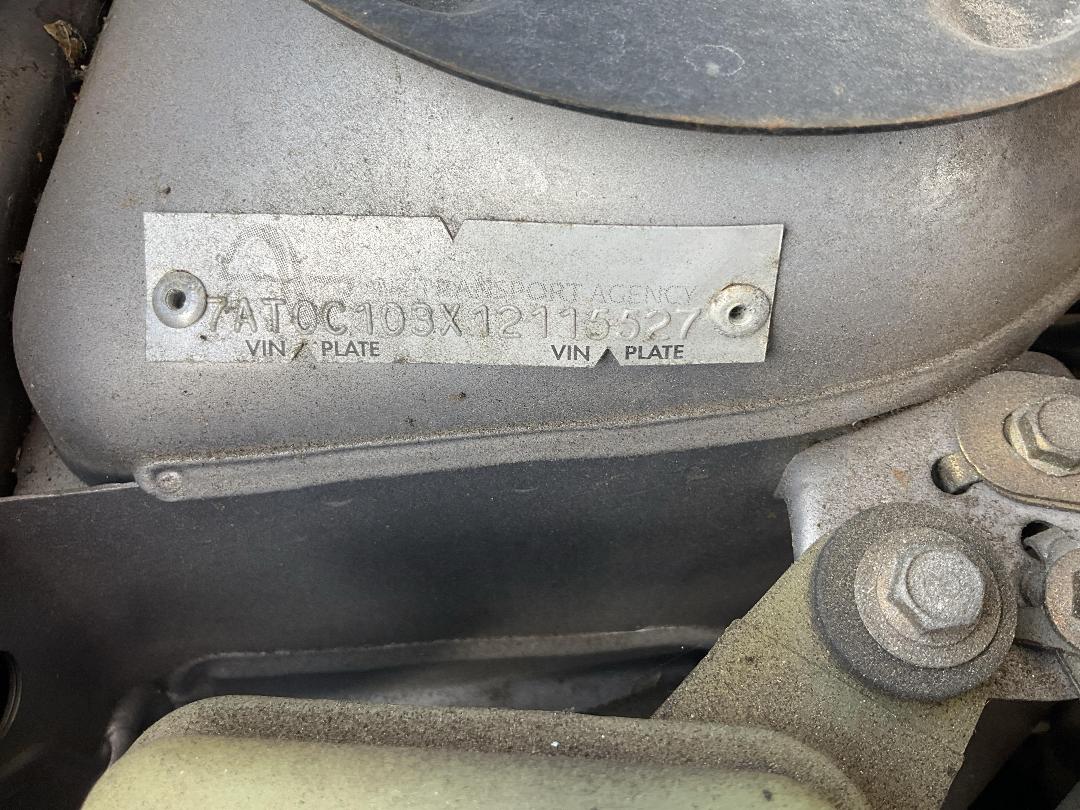 TRANSPORT AGENCY
7AT0C103X12115527
VIN PLATE VIN PLATE